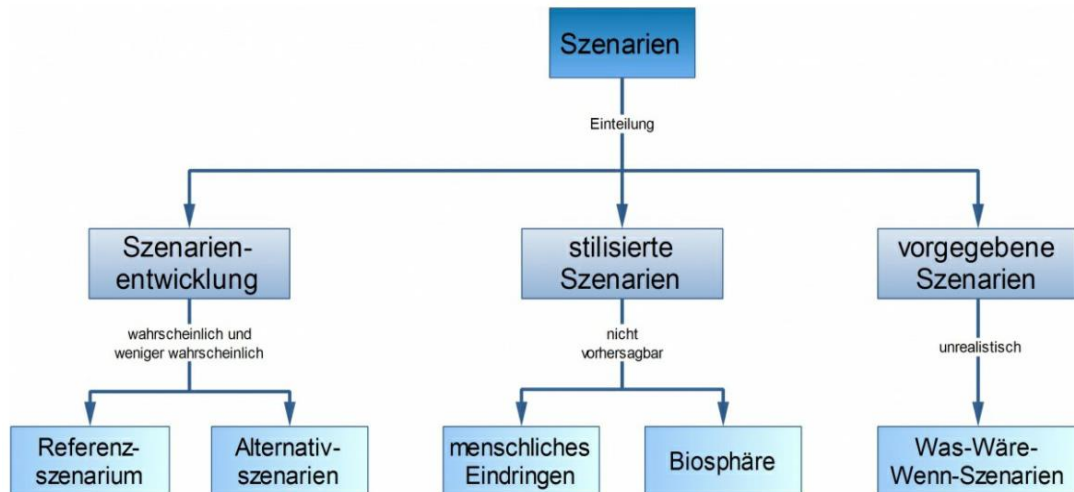 Szenarien
Einteilung
Szenarien-
entwicklung
stilisierte
Szenarien
vorgegebene
Szenarien
wahrscheinlich und
weniger wahrscheinlich
nicht
vorhersagbar
unrealistisch
Referenz-
szenarium
Alternativ-
szenarien
menschliches
Eindringen
Biosphäre
Was-Wäre-
Wenn-Szenarien